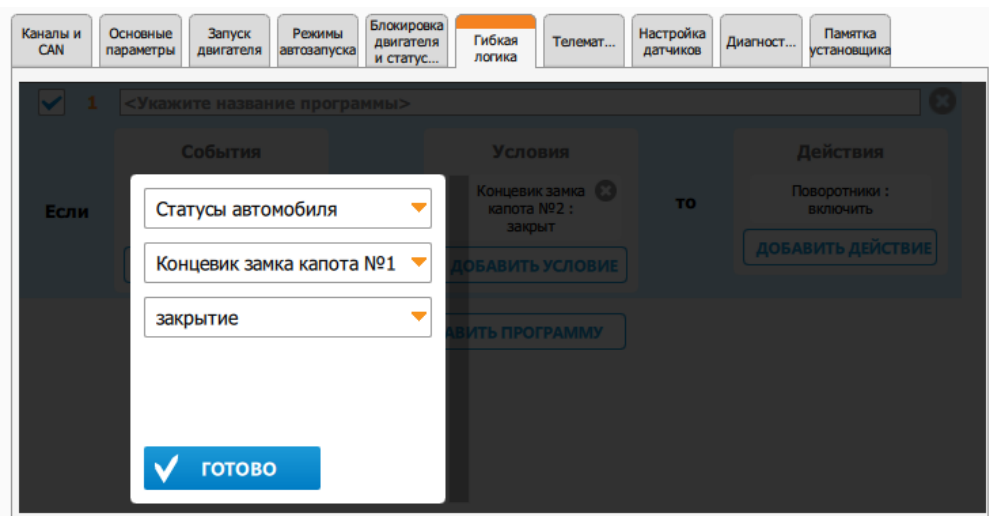 Каналы и
CAN
Основные
параметры
Запуск
двигателя
Режимы
автозапуска
Блокировка
двигателя
и статус...
Гибкая
логика
Телемат...
Настройка
датчиков
Диагност...
Памятка
установщика
1 <Укажите название программы>
События
Условия
Действия
Если
Концевик замка
капота №2 :
закрыт
то
Поворотники :
включить
ДОБАВИТЬ УСЛОВИЕ
ДОБАВИТЬ ДЕЙСТВИЕ
Статусы автомобиля
Концевик замка капота №1
закрытие
АВИТЬ ПРОГРАММУ
ГОТОВО